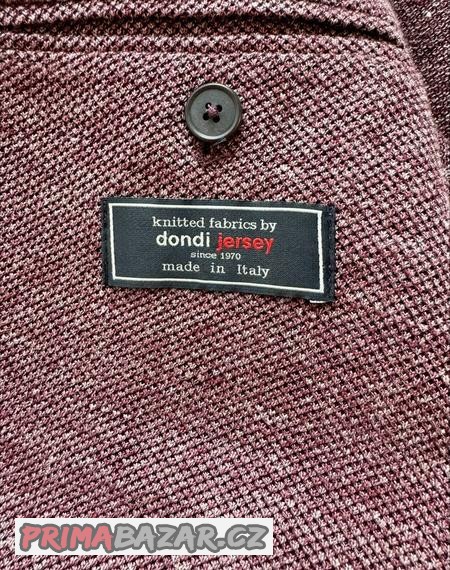 knitted fabrics by
dondi jersey
since 1970
made in Italy
PRIMABAZAR.CZ